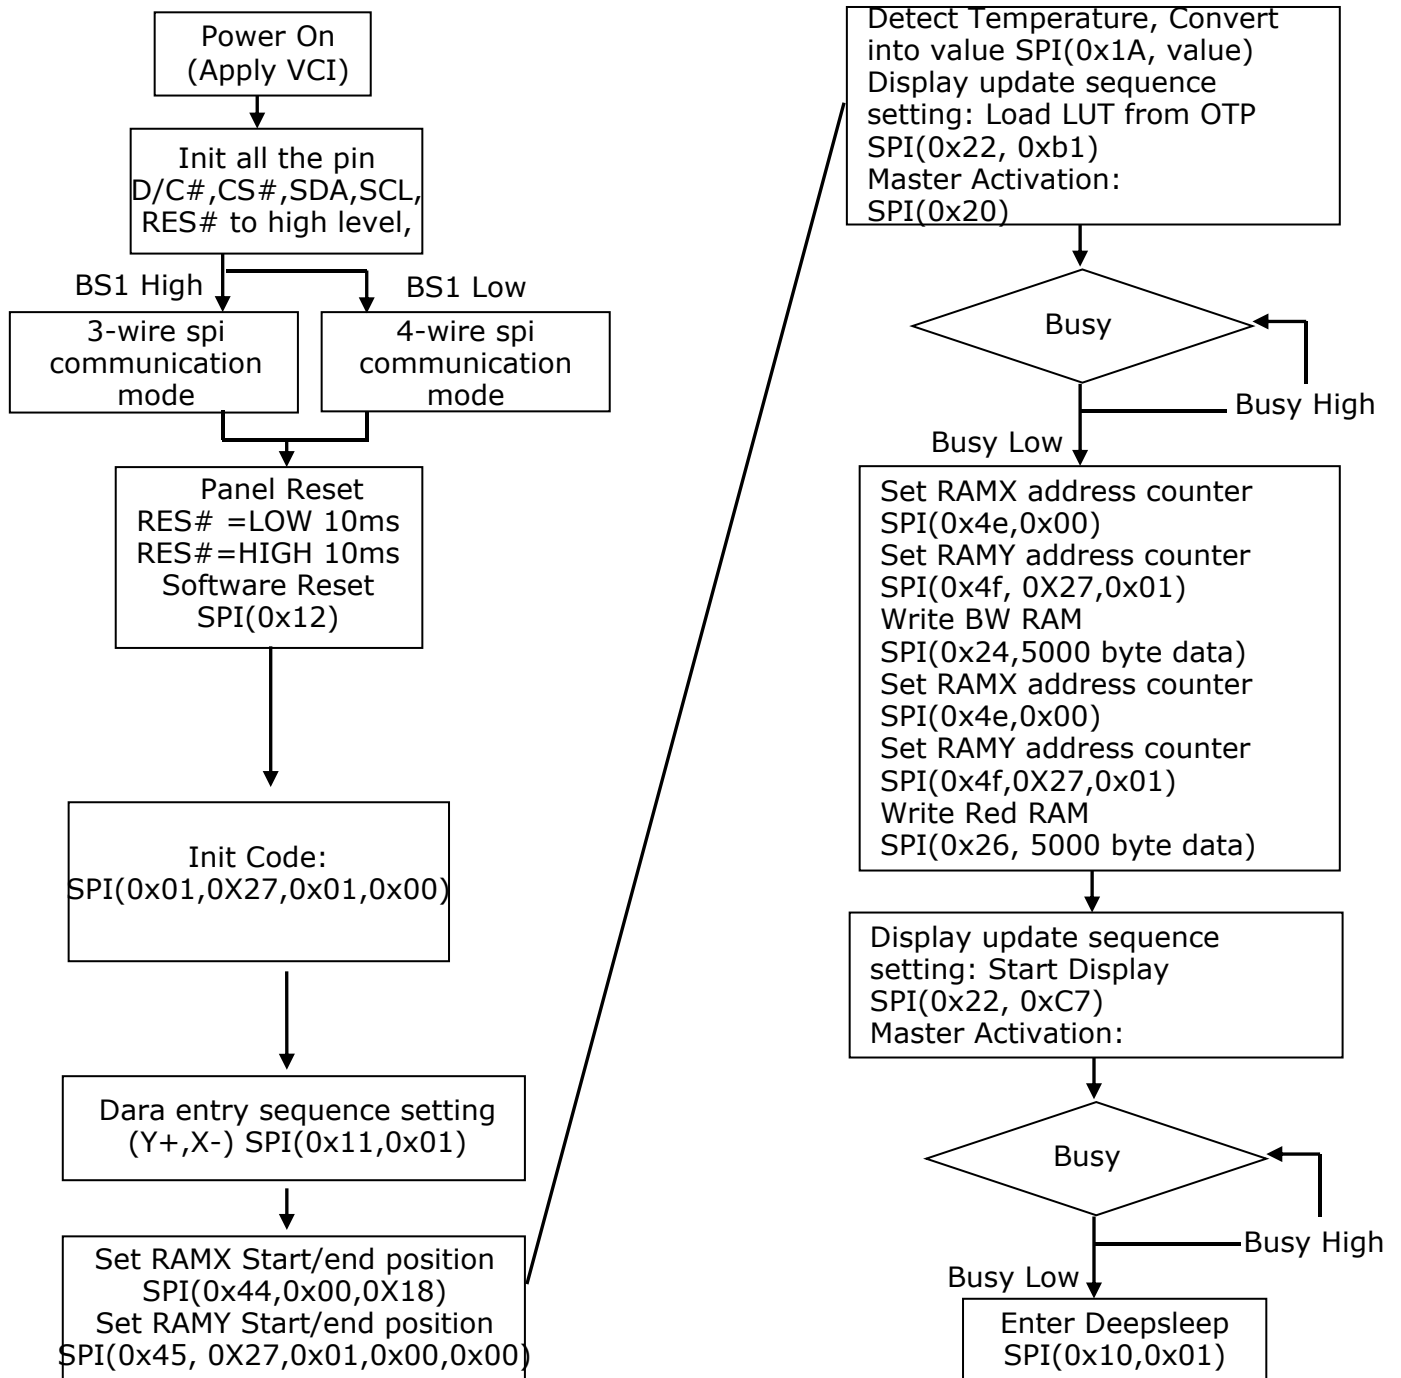 Power On
(Apply VCI)
Init all the pin
D/C#,CS#,SDA,SCL,
RES# to high level,
BS1 High
BS1 Low
3-wire spi
communication
mode
4-wire spi
communication
mode
Panel Reset
RES# =LOW 10ms
RES#=HIGH 10ms
Software Reset
SPI(0x12)
Init Code:
SPI(0x01,0X27,0x01,0x00)
Dara entry sequence setting
(Y+,X-) SPI(0x11,0x01)
Set RAMX Start/end position
SPI(0x44,0x00,0X18)
Set RAMY Start/end position
SPI(0x45, 0X27,0x01,0x00,0x00)
Detect Temperature, Convert
into value SPI(0x1A, value)
Display update sequence
setting: Load LUT from OTP
SPI(0x22, 0xb1)
Master Activation:
SPI(0x20)
Busy
Busy High
Busy Low
Set RAMX address counter
SPI(0x4e,0x00)
Set RAMY address counter
SPI(0x4f, 0X27,0x01)
Write BW RAM
SPI(0x24,5000 byte data)
Set RAMX address counter
SPI(0x4e,0x00)
Set RAMY address counter
SPI(0x4f,0X27,0x01)
Write Red RAM
SPI(0x26, 5000 byte data)
Display update sequence
setting: Start Display
SPI(0x22, 0xC7)
Master Activation:
Busy
Busy High
Busy Low
Enter Deepsleep
SPI(0x10,0x01)